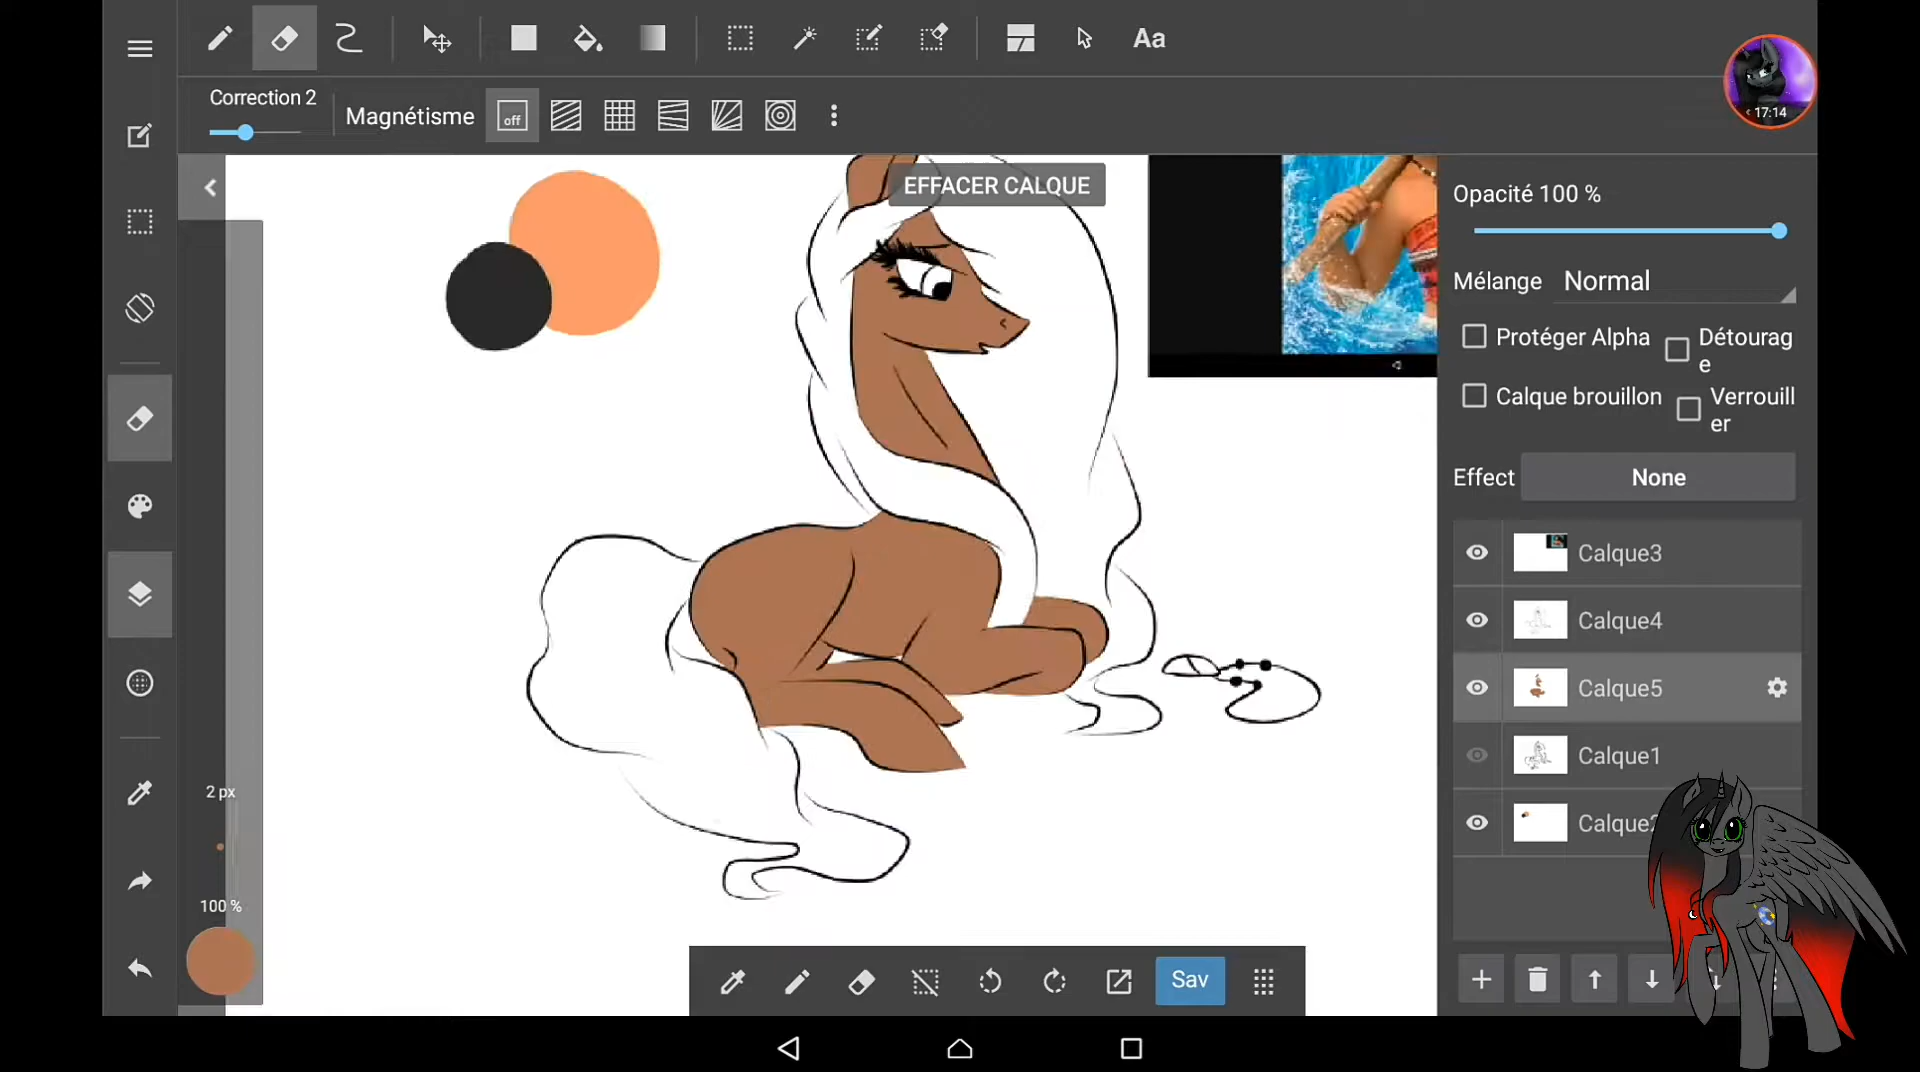 Aa
Correction 2
Magnétisme
off
‹ 17:14
EFFACER CALQUE
Opacité 100 %
Mélange Normal
Protéger Alpha
Détourag
e
Calque brouillon
Verrouill
er
Effect None
Calque3
Calque4
Calque5
Calque1
2 px
100 %
Sav